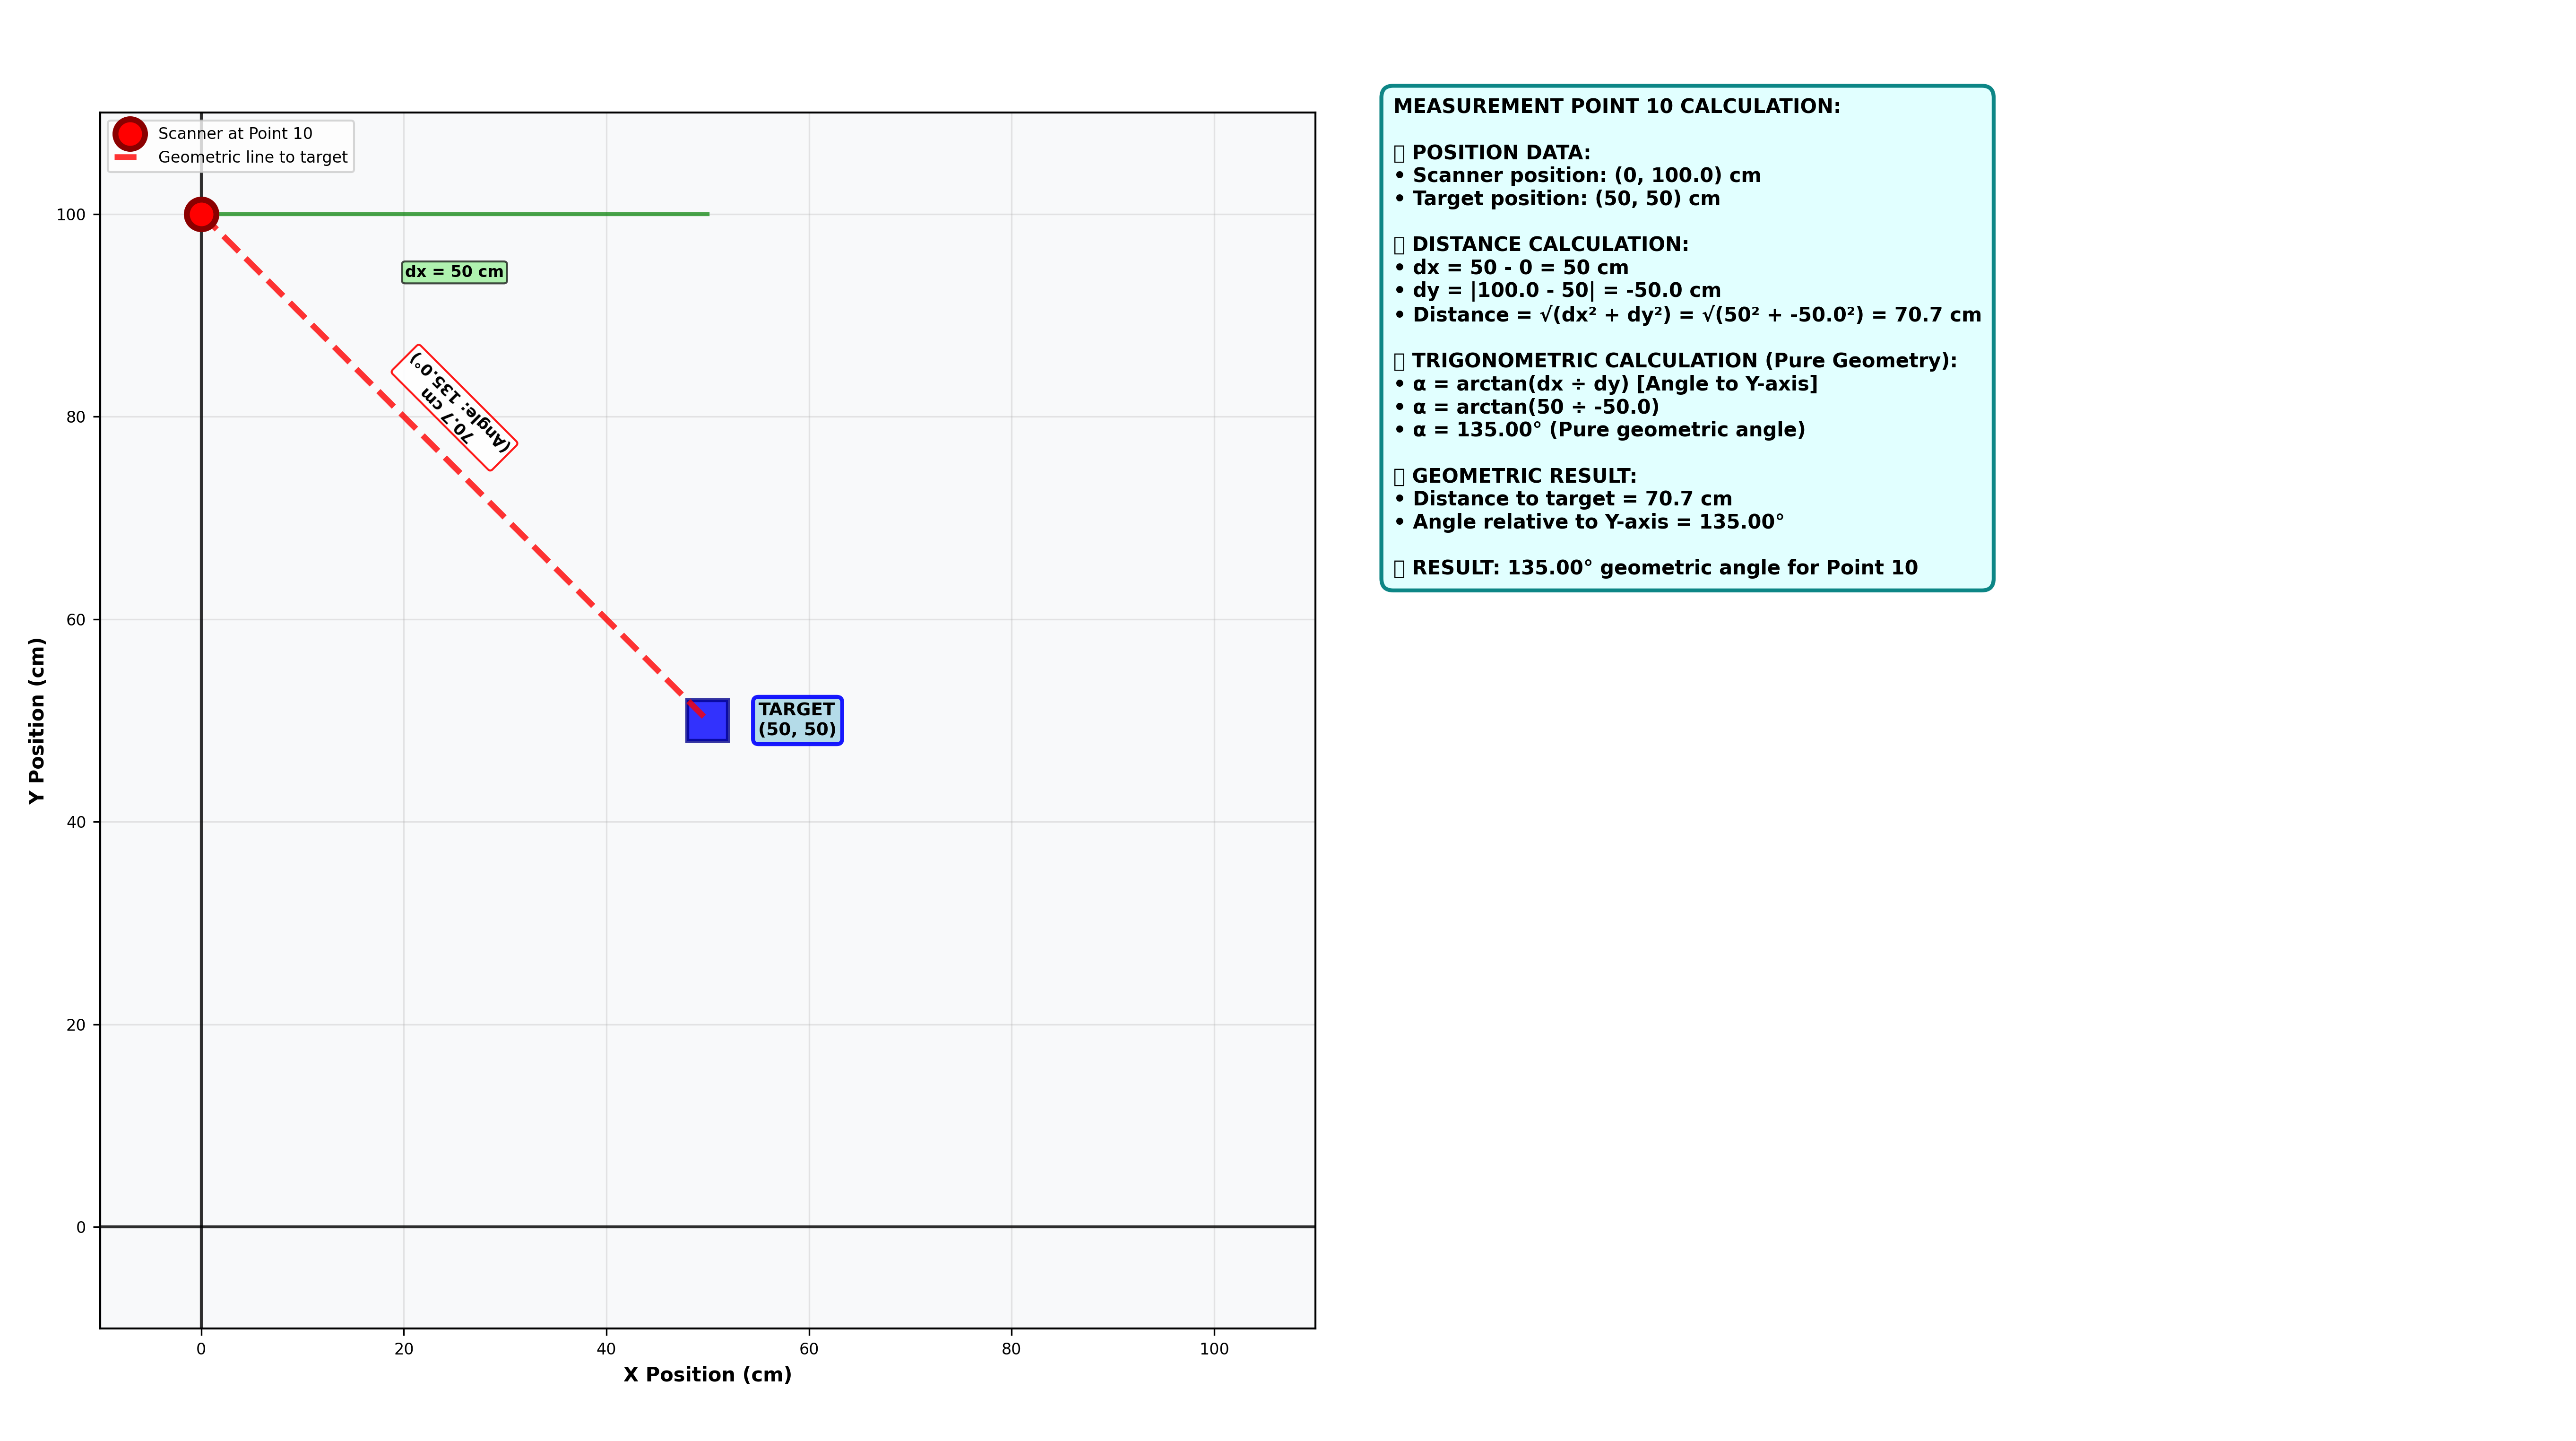 Scanner at Point 10
Geometric line to target
100
80
60
40
20
0
0
20
40
60
80
100
Y Position (cm)
X Position (cm)
dx = 50 cm
70.7 cm
(Angle: 135.0°)
TARGET
(50, 50)
MEASUREMENT POINT 10 CALCULATION:
POSITION DATA:
• Scanner position: (0, 100.0) cm
• Target position: (50, 50) cm
DISTANCE CALCULATION:
• dx = 50 - 0 = 50 cm
• dy = |100.0 - 50| = -50.0 cm
• Distance = √(dx² + dy²) = √(50² + -50.0²) = 70.7 cm
TRIGONOMETRIC CALCULATION (Pure Geometry):
• α = arctan(dx ÷ dy) [Angle to Y-axis]
• α = arctan(50 ÷ -50.0)
• α = 135.00° (Pure geometric angle)
GEOMETRIC RESULT:
• Distance to target = 70.7 cm
• Angle relative to Y-axis = 135.00°
RESULT: 135.00° geometric angle for Point 10